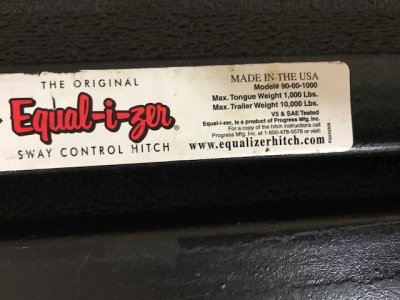 THE ORIGINAL
Equal-i-zer®
SWAY CONTROL HITCH
MADE IN THE USA
Model# 90-00-1000
Max. Tongue Weight 1,000 Lbs.
Max. Trailer Weight 10,000 Lbs.
V5 & SAE Tested
Equal-i-zer, is a product of Progress Mfg. Inc.
For a copy of the hitch instructions call
Progress Mfg. Inc. at 1-800-478-5578 or visit:
www.equalizerhitch.com